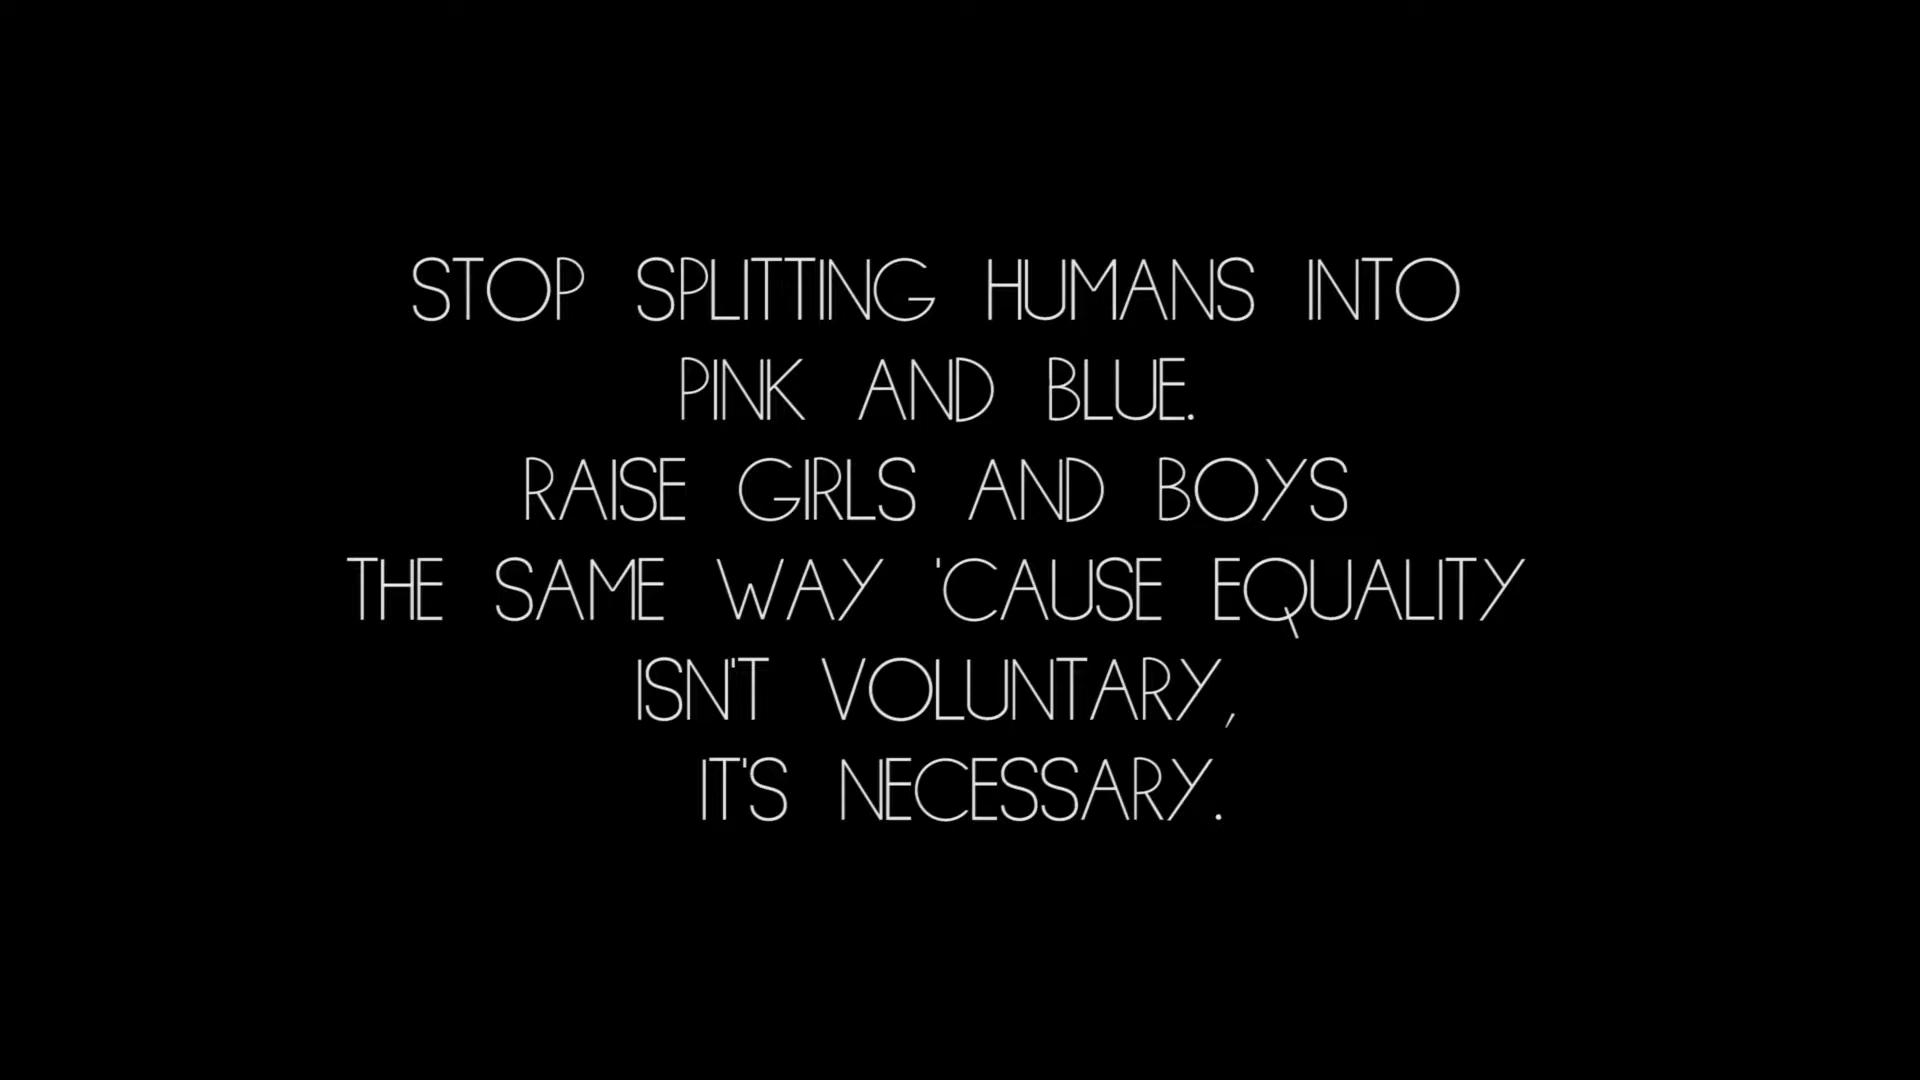 STOP SPLITTING HUMANS INTO
PINK AND BLUE.
RAISE GIRLS AND BOYS
THE SAME WAY 'CAUSE EQUALITY
ISN'T VOLUNTARY,
IT'S NECESSARY.